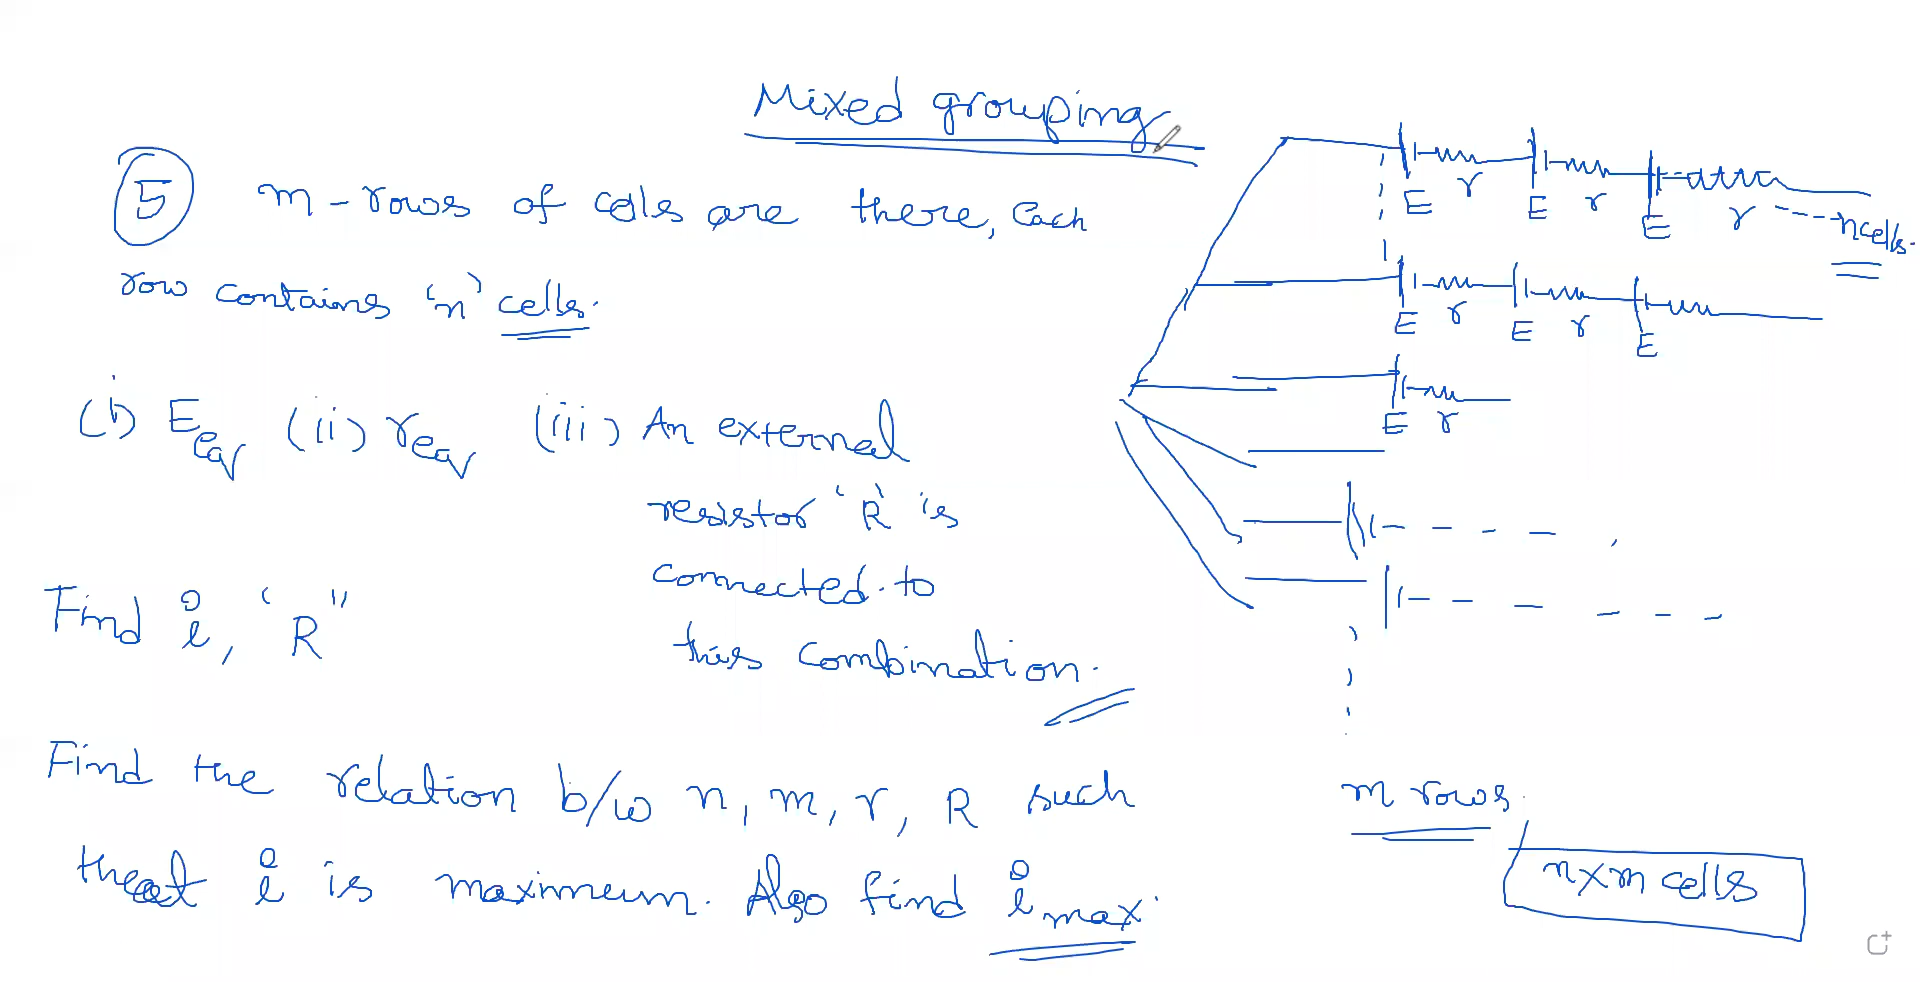 Mixed grouping
5 m-rows of cells are there, Each
row contains 'n' cells.
(i) Eeq (ii) req (iii) An external
resistor 'R' is
connected to
this combination.
Find i, 'R"
Find the relation b/w n, m, r, R such
that i is maximum. Also find imax.
E r E r E r ---- n cells.
E r E r E
E r
m rows
n×m cells